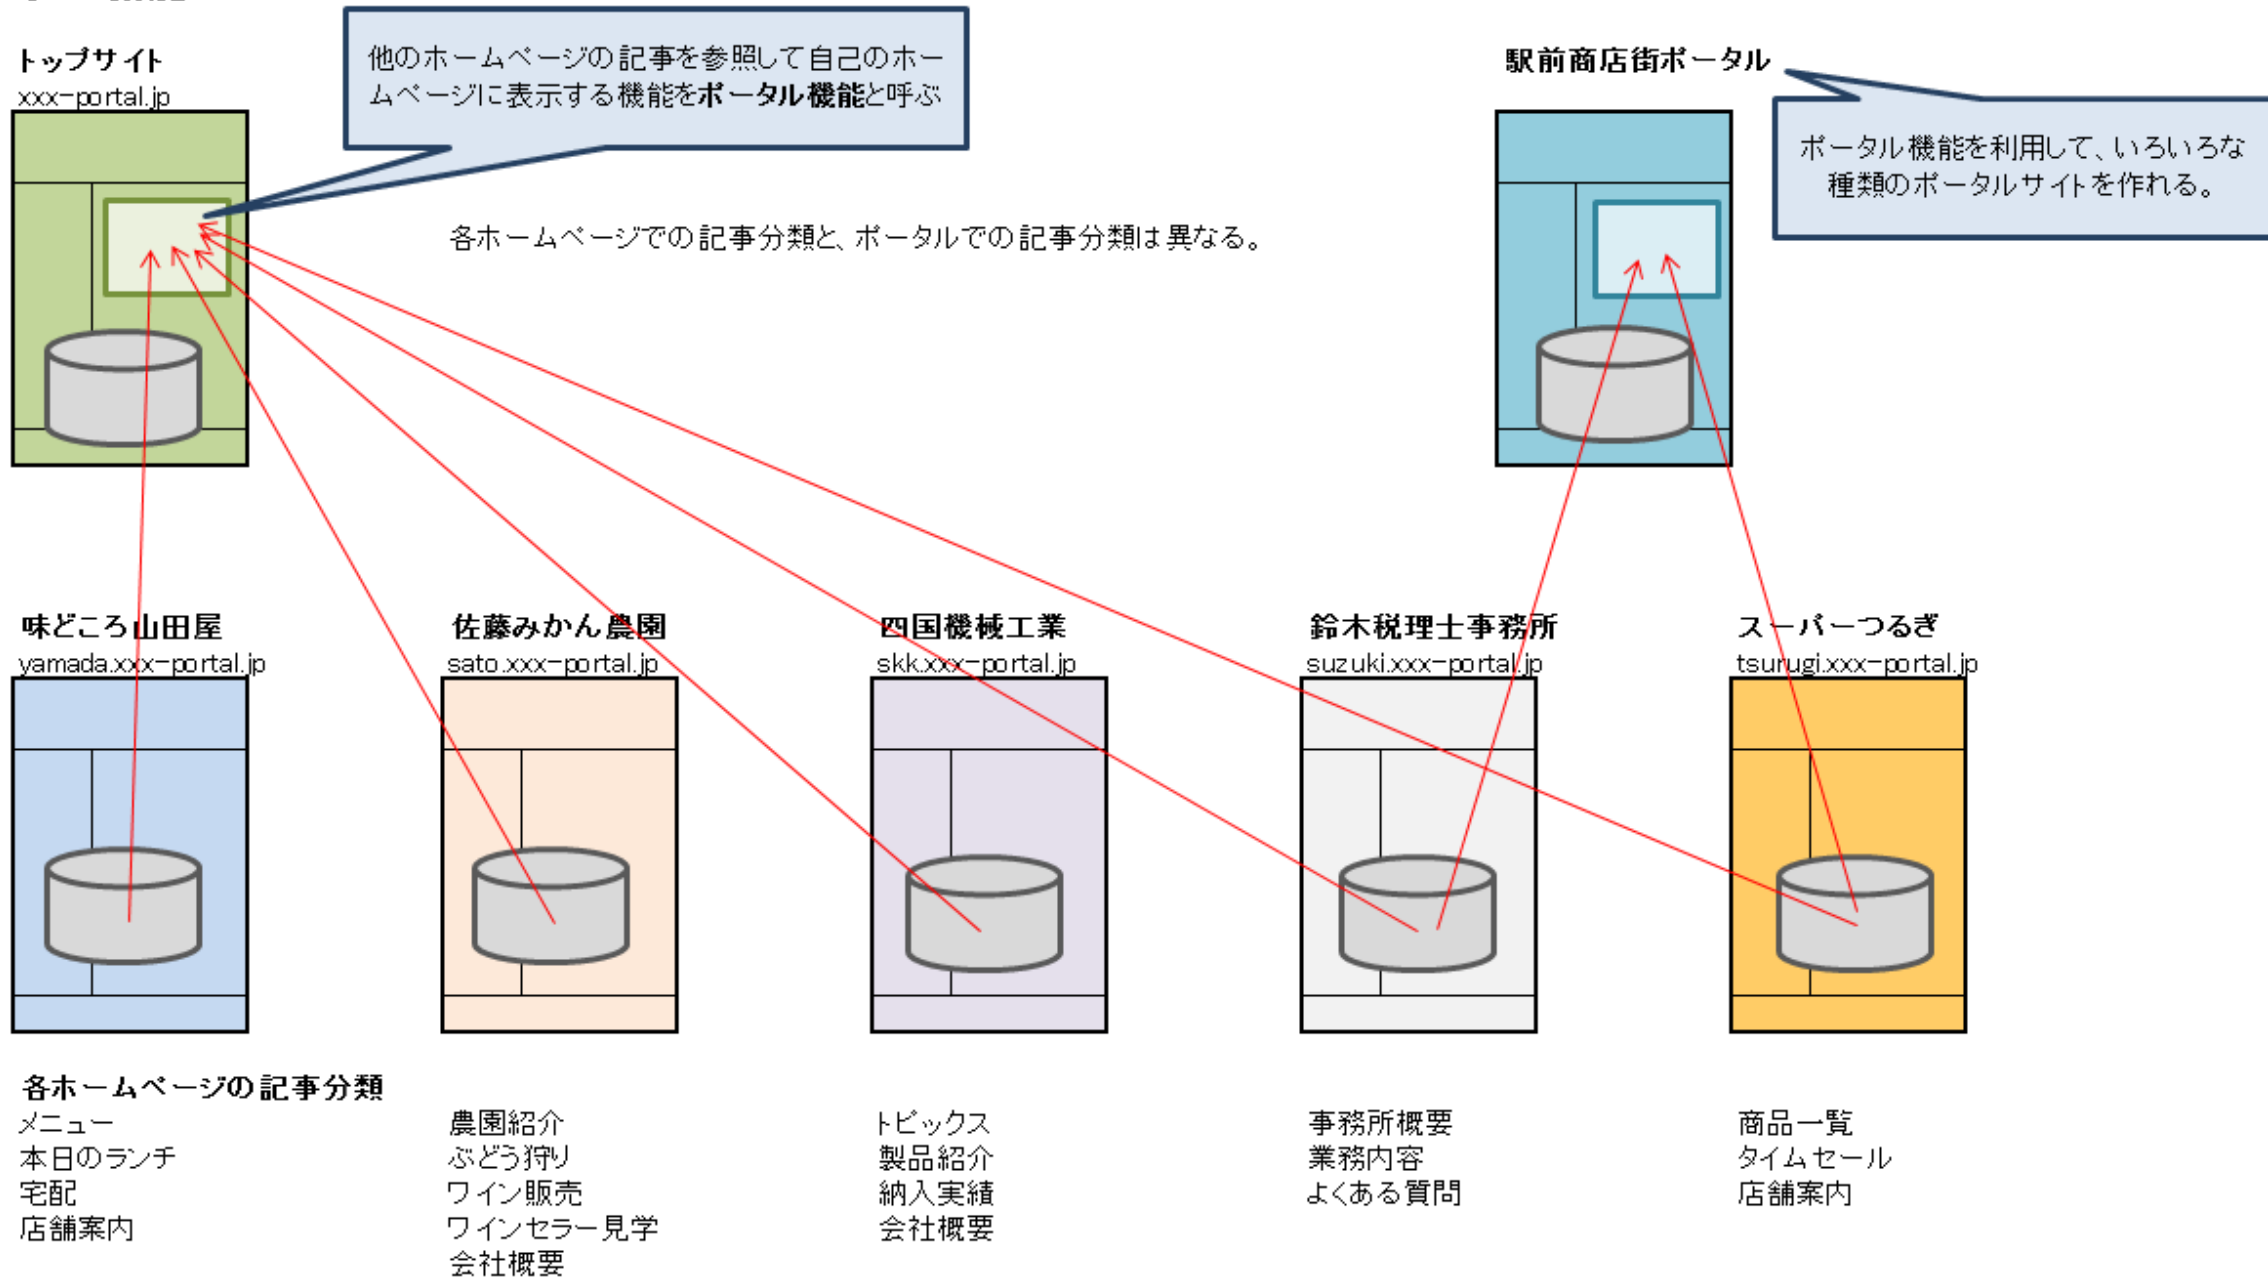 トップサイト
xxx-portal.jp
他のホームページの記事を参照して自己のホー
ムページに表示する機能をポータル機能と呼ぶ
駅前商店街ポータル
ポータル機能を利用して、いろいろな
種類のポータルサイトを作れる。
各ホームページでの記事分類と、ポータルでの記事分類は異なる。
味どころ山田屋
yamada.xxx-portal.jp
佐藤みかん農園
sato.xxx-portal.jp
四国機械工業
skk.xxx-portal.jp
鈴木税理士事務所
suzuki.xxx-portal.jp
スーパーつるぎ
tsurugi.xxx-portal.jp
各ホームページの記事分類
メニュー
本日のランチ
宅配
店舗案内
農園紹介
ぶどう狩り
ワイン販売
ワインセラー見学
会社概要
トピックス
製品紹介
納入実績
会社概要
事務所概要
業務内容
よくある質問
商品一覧
タイムセール
店舗案内